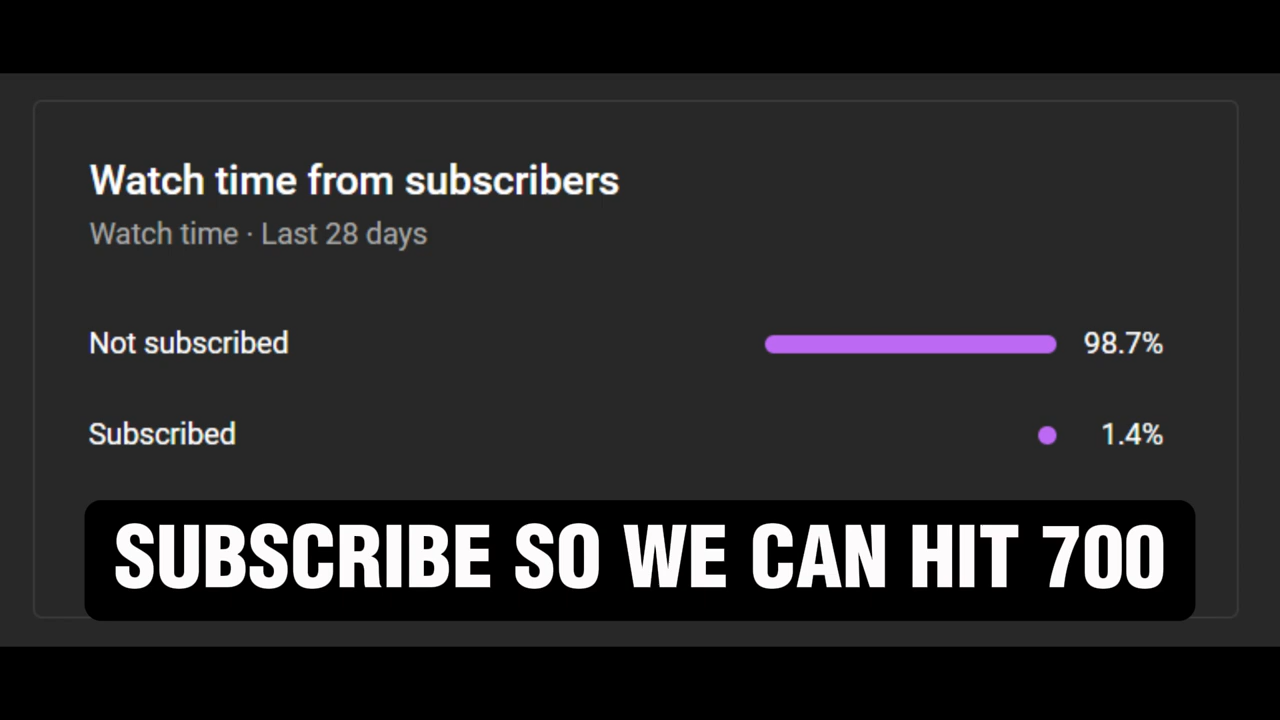 Watch time from subscribers
Watch time · Last 28 days
Not subscribed 98.7%
Subscribed 1.4%
SUBSCRIBE SO WE CAN HIT 700